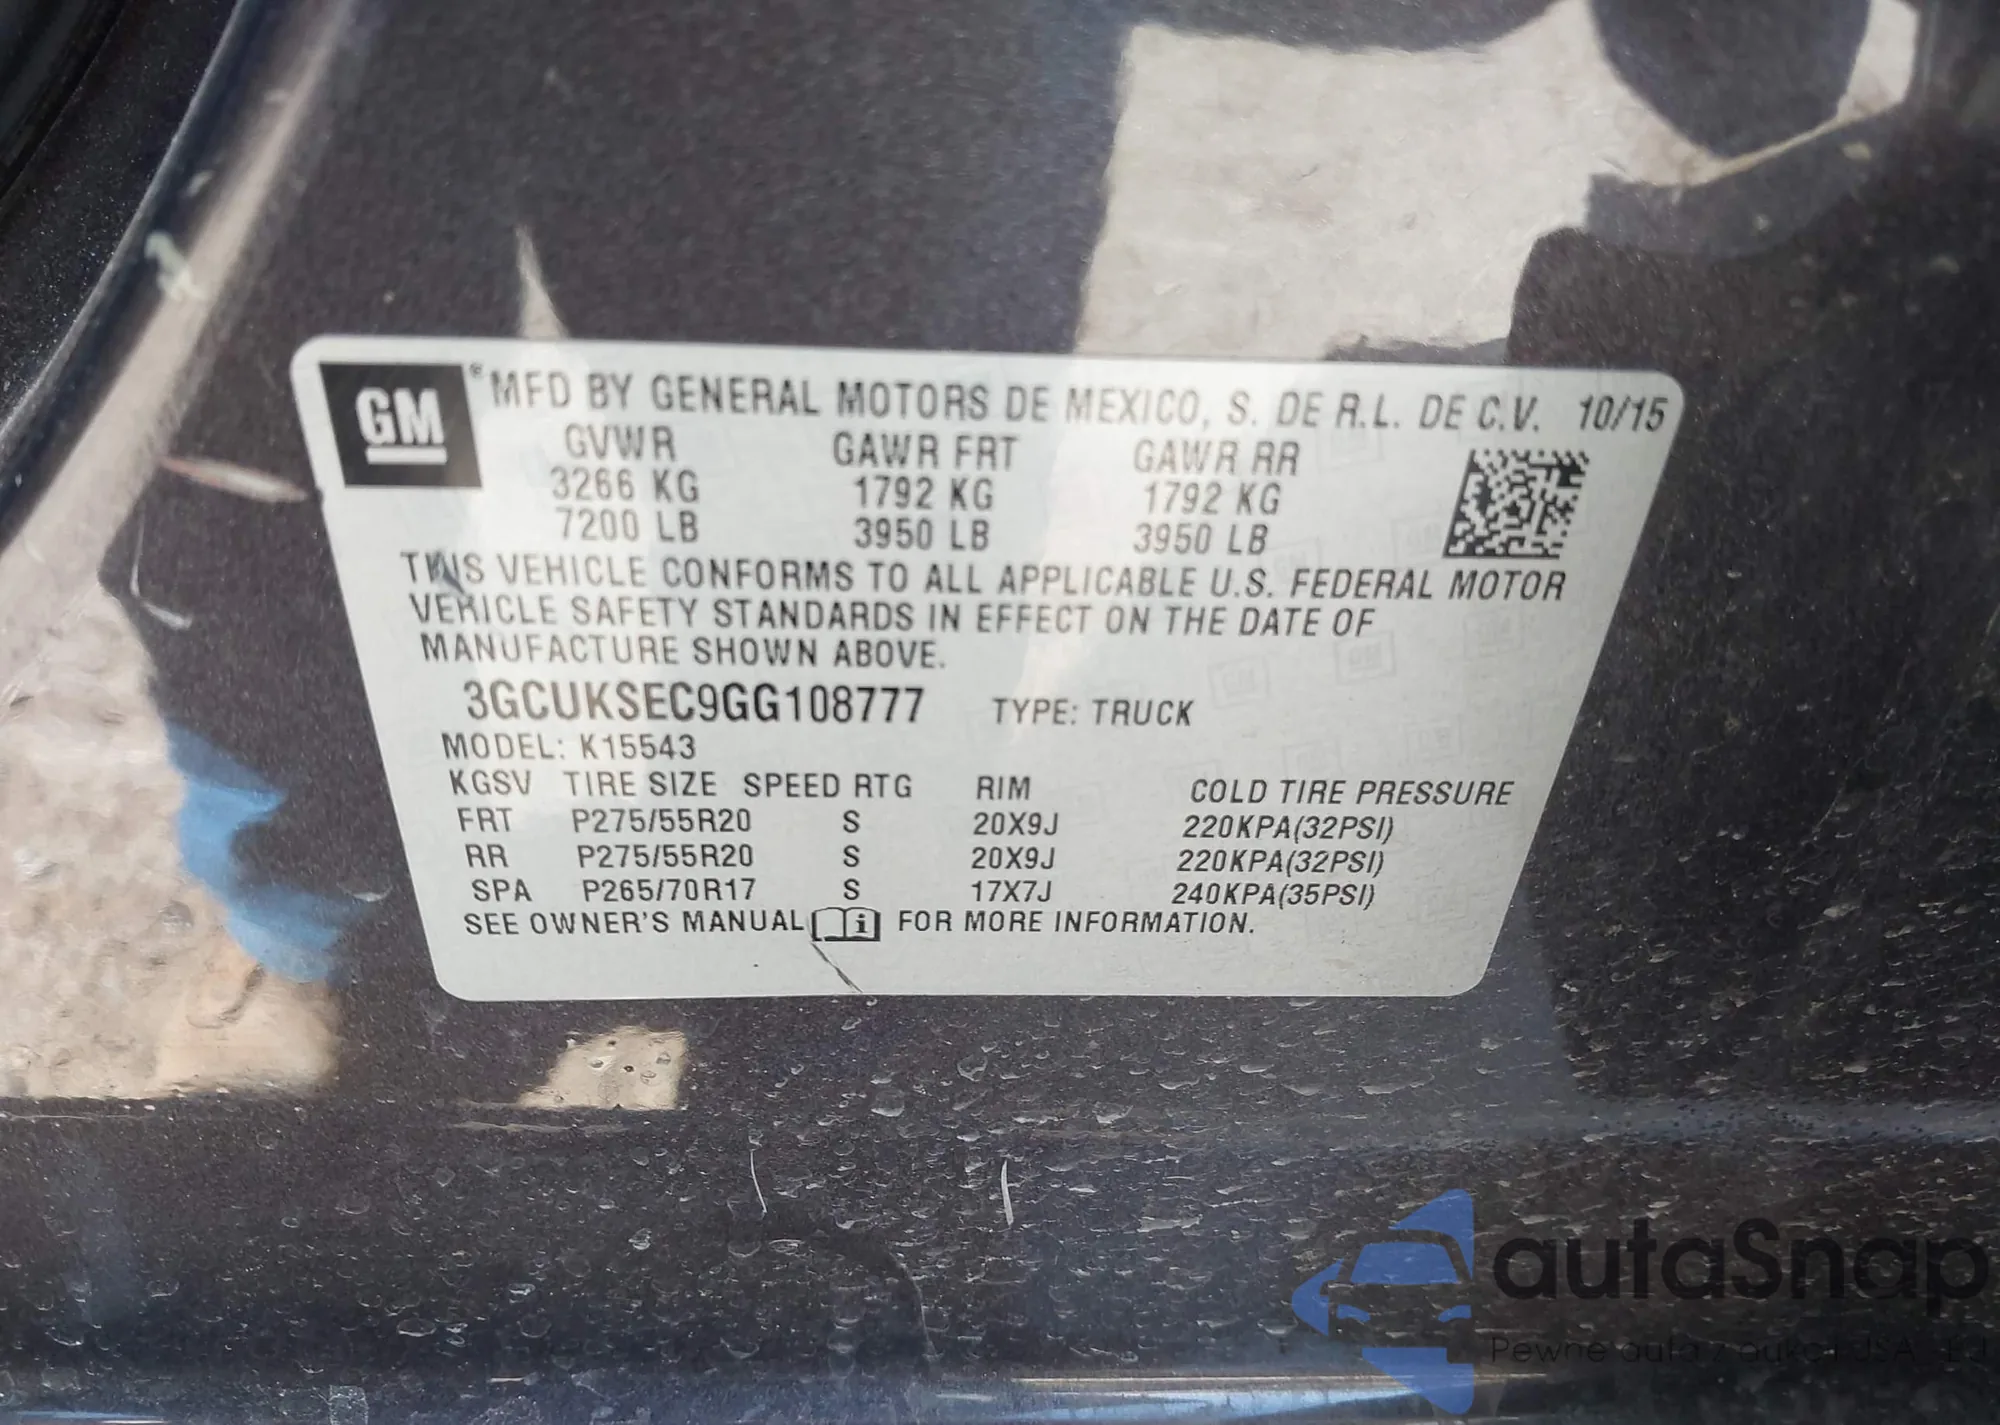 GM ® MFD BY GENERAL MOTORS DE MEXICO, S. DE R.L. DE C.V. 10/15
GVWR GAWR FRT GAWR RR
3266 KG 1792 KG 1792 KG
7200 LB 3950 LB 3950 LB
THIS VEHICLE CONFORMS TO ALL APPLICABLE U.S. FEDERAL MOTOR
VEHICLE SAFETY STANDARDS IN EFFECT ON THE DATE OF
MANUFACTURE SHOWN ABOVE.
3GCUKSEC9GG108777 TYPE: TRUCK
MODEL: K15543
KGSV TIRE SIZE SPEED RTG RIM COLD TIRE PRESSURE
FRT P275/55R20 S 20X9J 220KPA(32PSI)
RR P275/55R20 S 20X9J 220KPA(32PSI)
SPA P265/70R17 S 17X7J 240KPA(35PSI)
SEE OWNER'S MANUAL i FOR MORE INFORMATION.
autaSnap
Pewne auta z aukcji USA